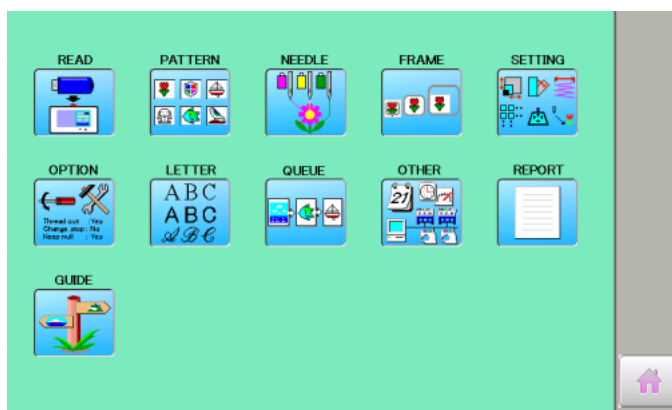 READ
PATTERN
NEEDLE
FRAME
SETTING
OPTION
LETTER
QUEUE
OTHER
REPORT
Thread cut : Yes
Change stop : No
Keep null : Yes
ABC
ABC
ABC
21
GUIDE